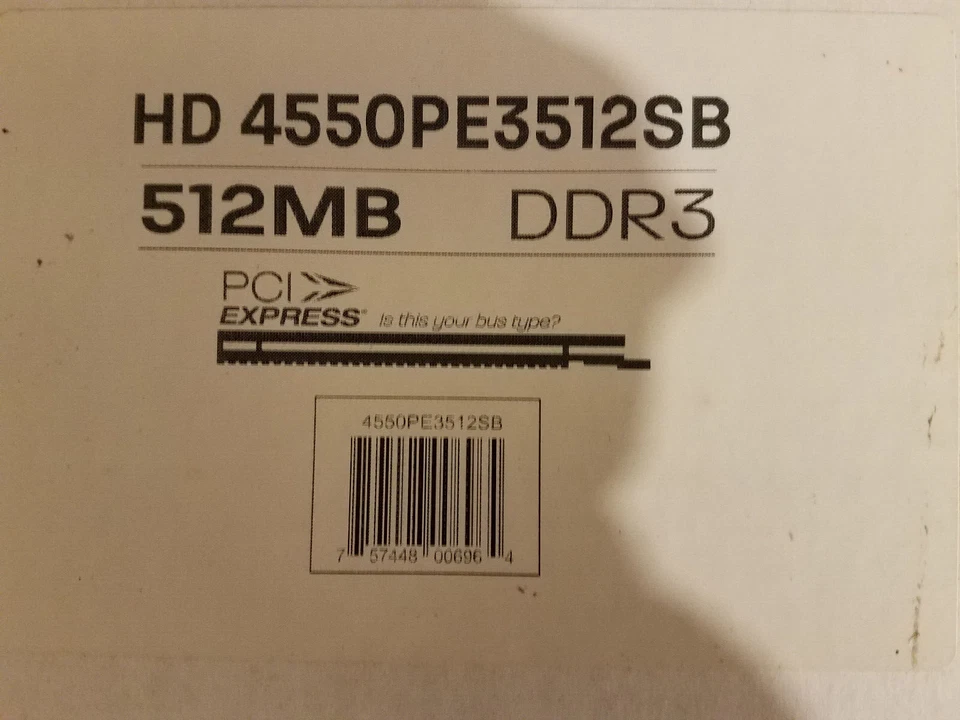 HD 4550PE3512SB
512MB DDR3
PCI
EXPRESS® Is this your bus type?
4550PE3512SB
7 57448 00696 4